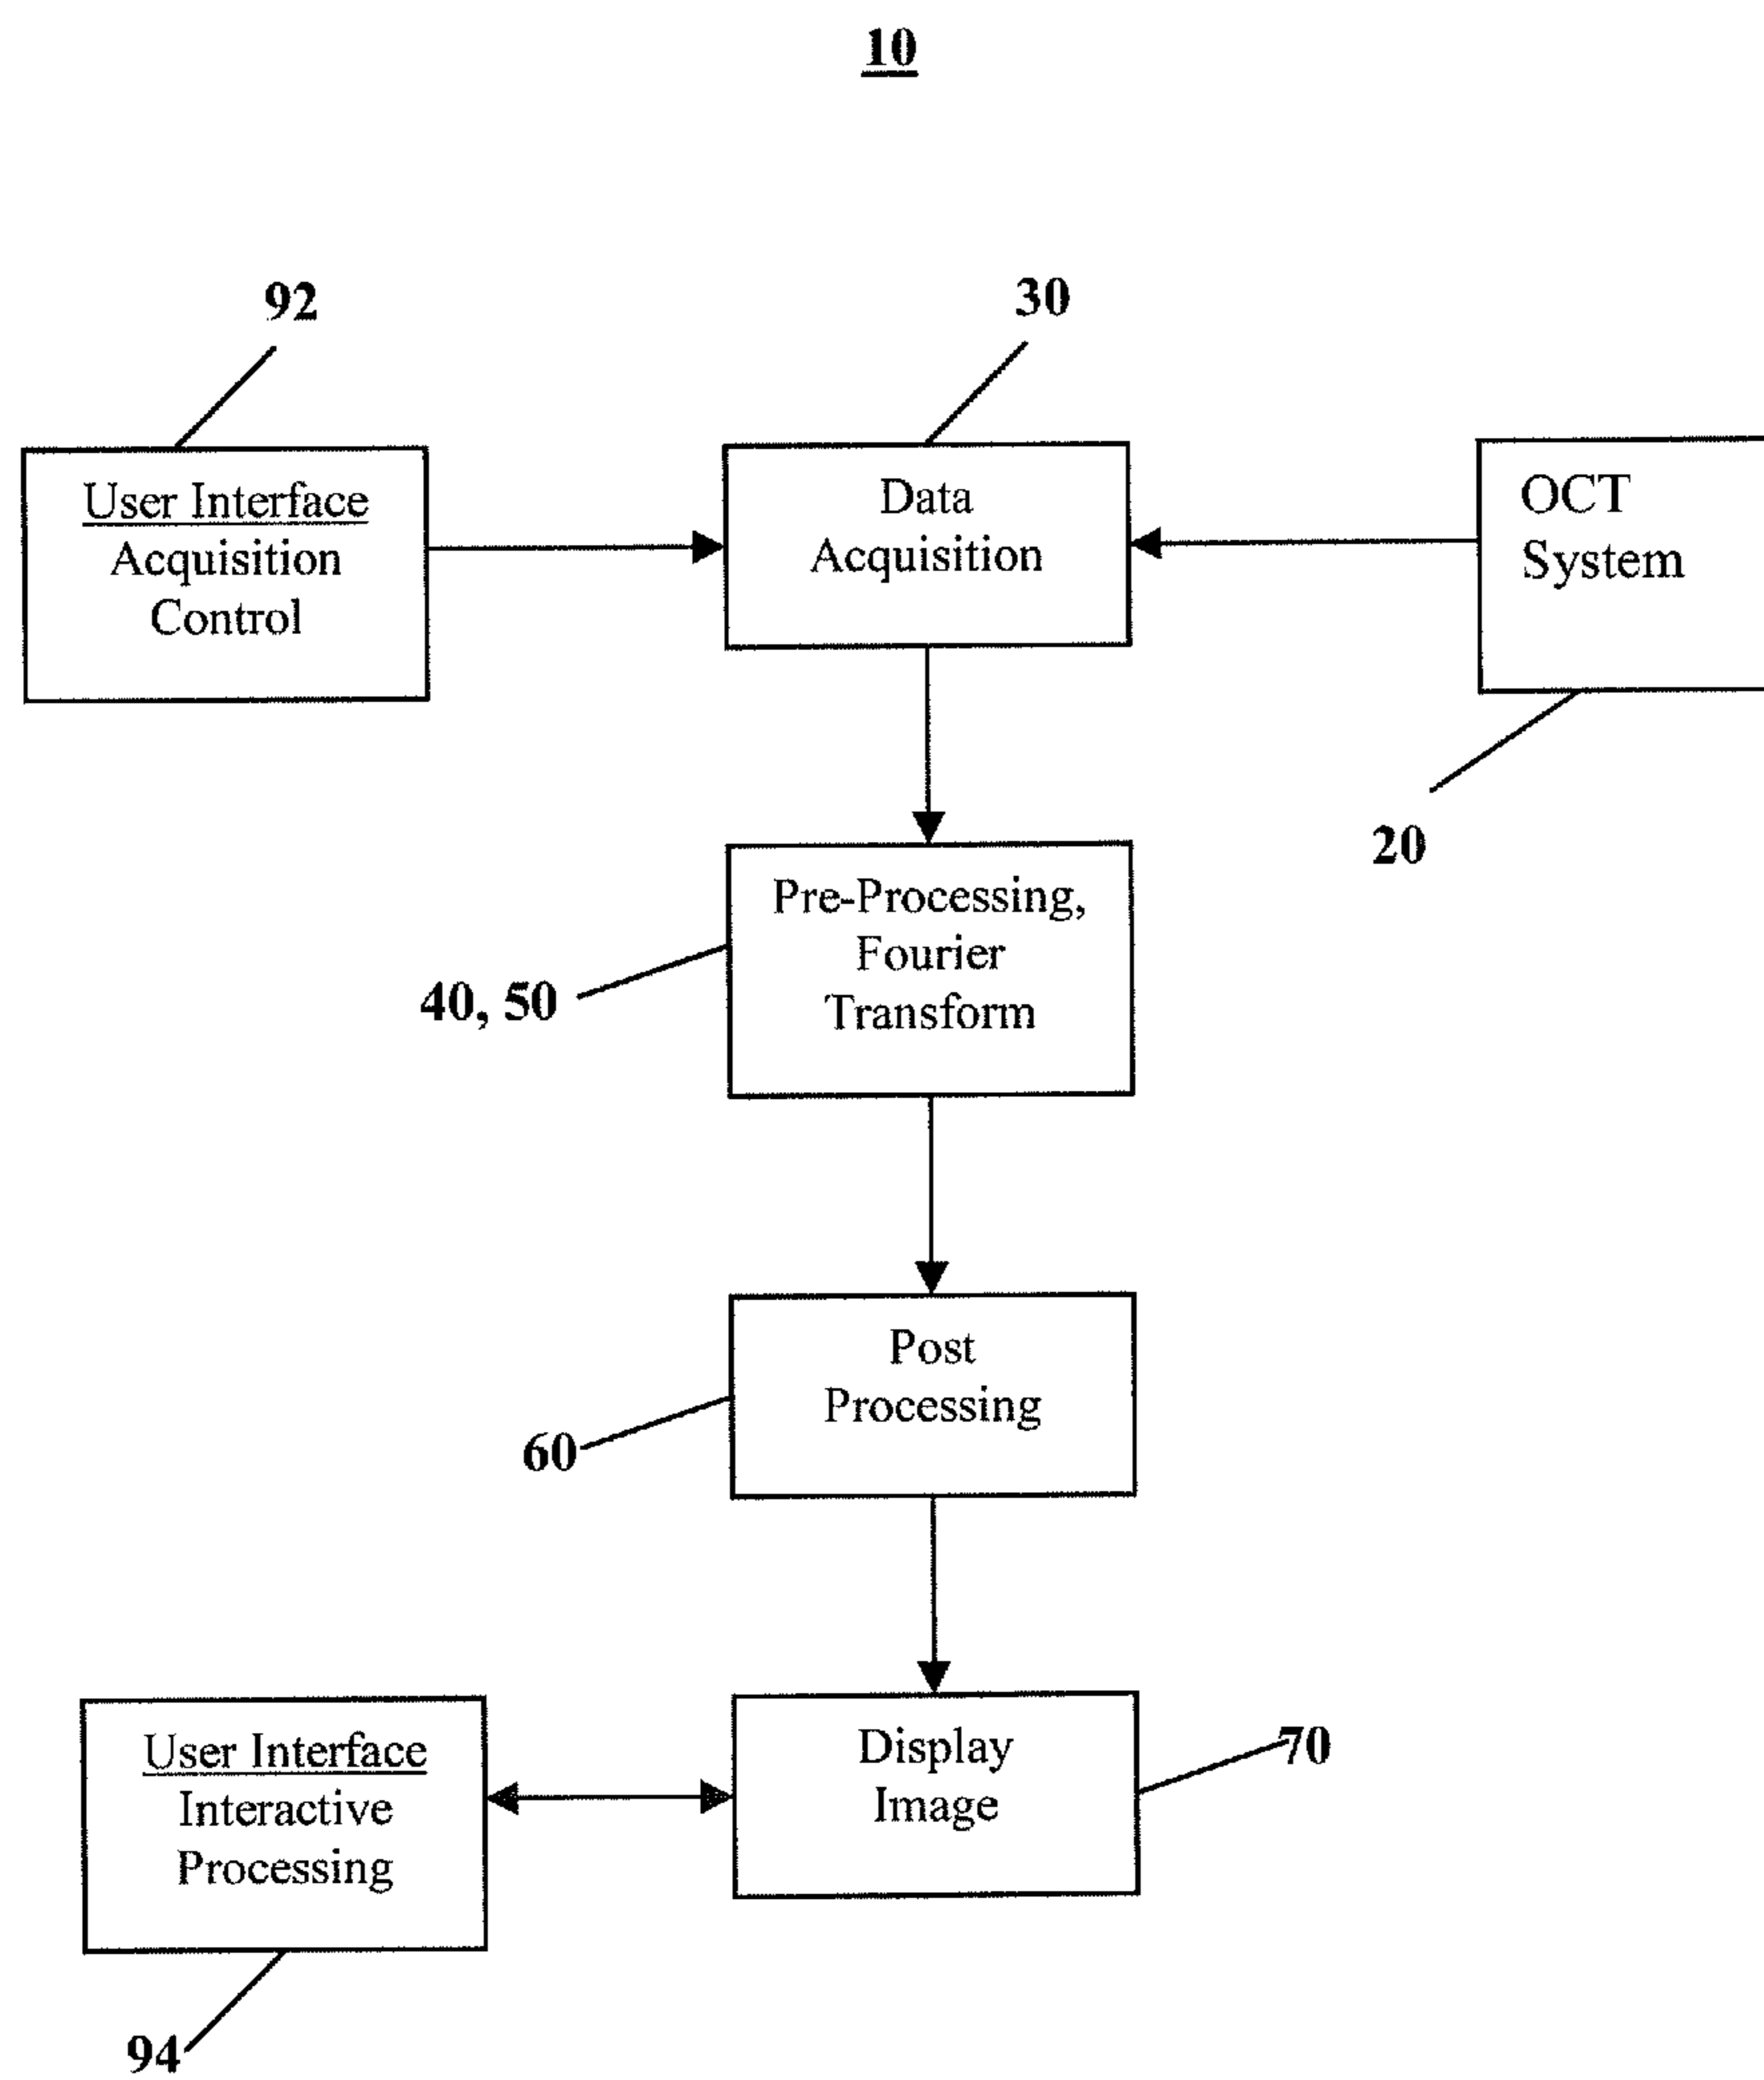 10
92
30
User Interface
Acquisition
Control
Data
Acquisition
OCT
System
20
Pre-Processing,
Fourier
Transform
40, 50
Post
Processing
60
User Interface
Interactive
Processing
Display
Image
70
94